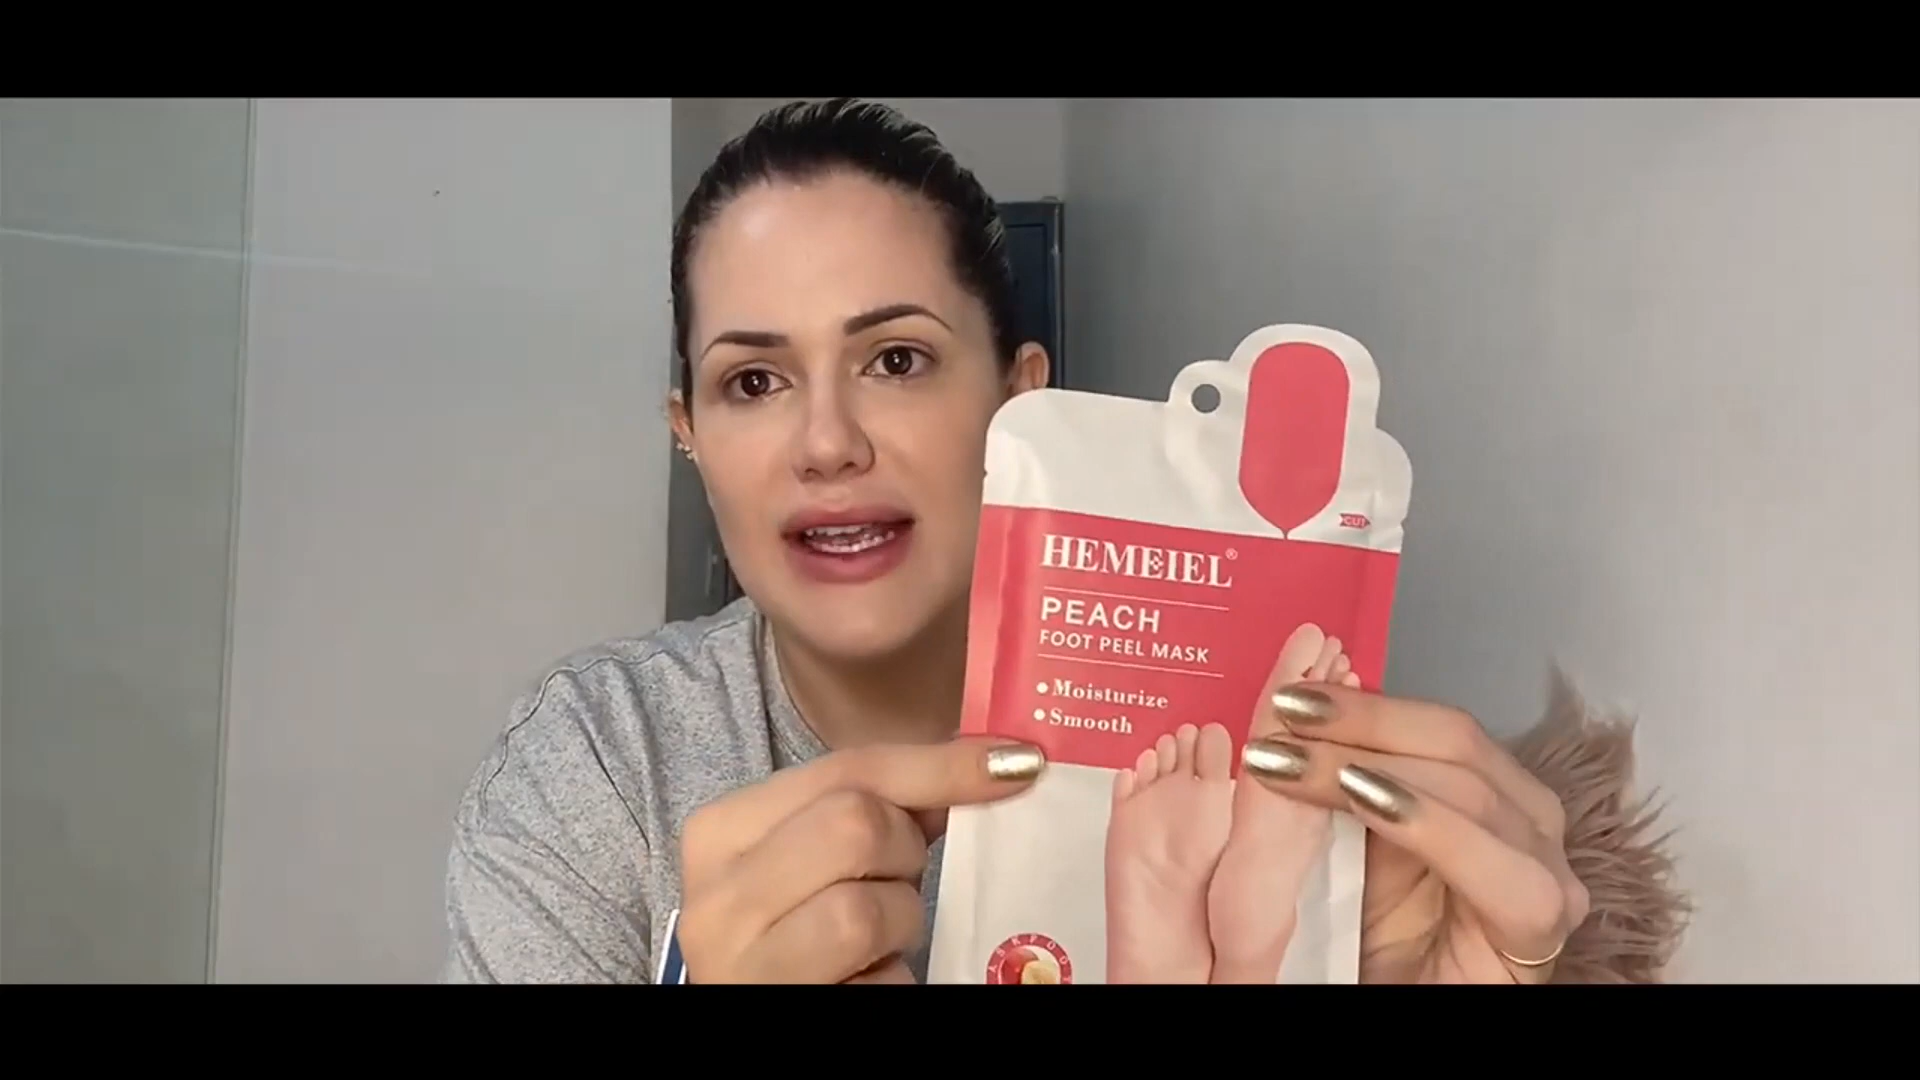 CUT
HEMEIEL®
PEACH
FOOT PEEL MASK
• Moisturize
• Smooth